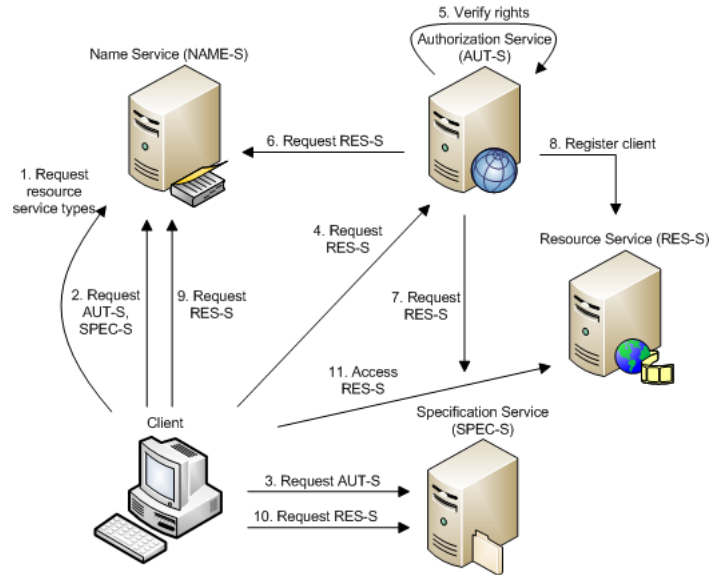 5. Verify rights
Authorization Service
(AUT-S)
Name Service (NAME-S)
6. Request RES-S
8. Register client
1. Request
resource
service types
4. Request
RES-S
Resource Service (RES-S)
2. Request
AUT-S,
SPEC-S
9. Request
RES-S
7. Request
RES-S
11. Access
RES-S
Client
Specification Service
(SPEC-S)
3. Request AUT-S
10. Request RES-S